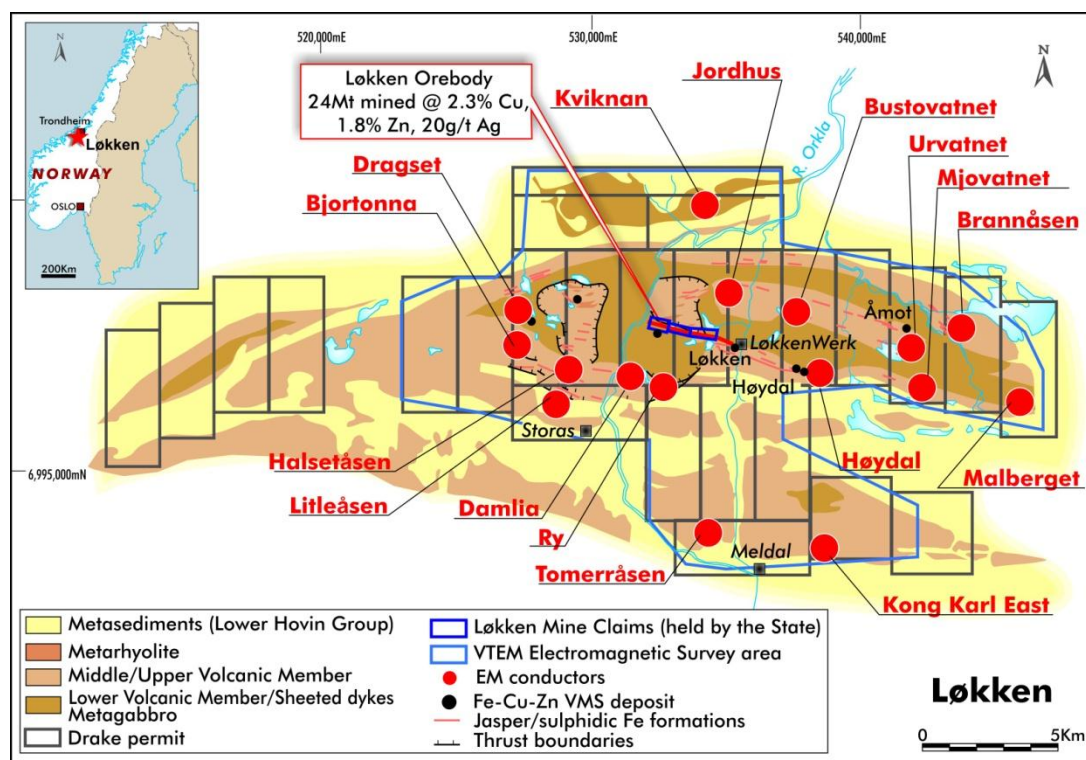 520,000mE
530,000mE
540,000mE
N
N
Trondheim
Løkken
NORWAY
OSLO
200Km
Løkken Orebody
24Mt mined @ 2.3% Cu,
1.8% Zn, 20g/t Ag
Jordhus
Kviknan
Bustovatnet
R. Orkla
Urvatnet
Dragset
Mjovatnet
Bjortonna
Brannåsen
Åmot
LøkkenWerk
Løkken
Høydal
Storas
6,995,000mN
Halsetåsen
Høydal
Malberget
Litleåsen
Damlia
Ry
Meldal
Tomerråsen
Kong Karl East
Metasediments (Lower Hovin Group)
Metarhyolite
Middle/Upper Volcanic Member
Lower Volcanic Member/Sheeted dykes
Metagabbro
Drake permit
Løkken Mine Claims (held by the State)
VTEM Electromagnetic Survey area
EM conductors
Fe-Cu-Zn VMS deposit
Jasper/sulphidic Fe formations
Thrust boundaries
Løkken
0 5Km